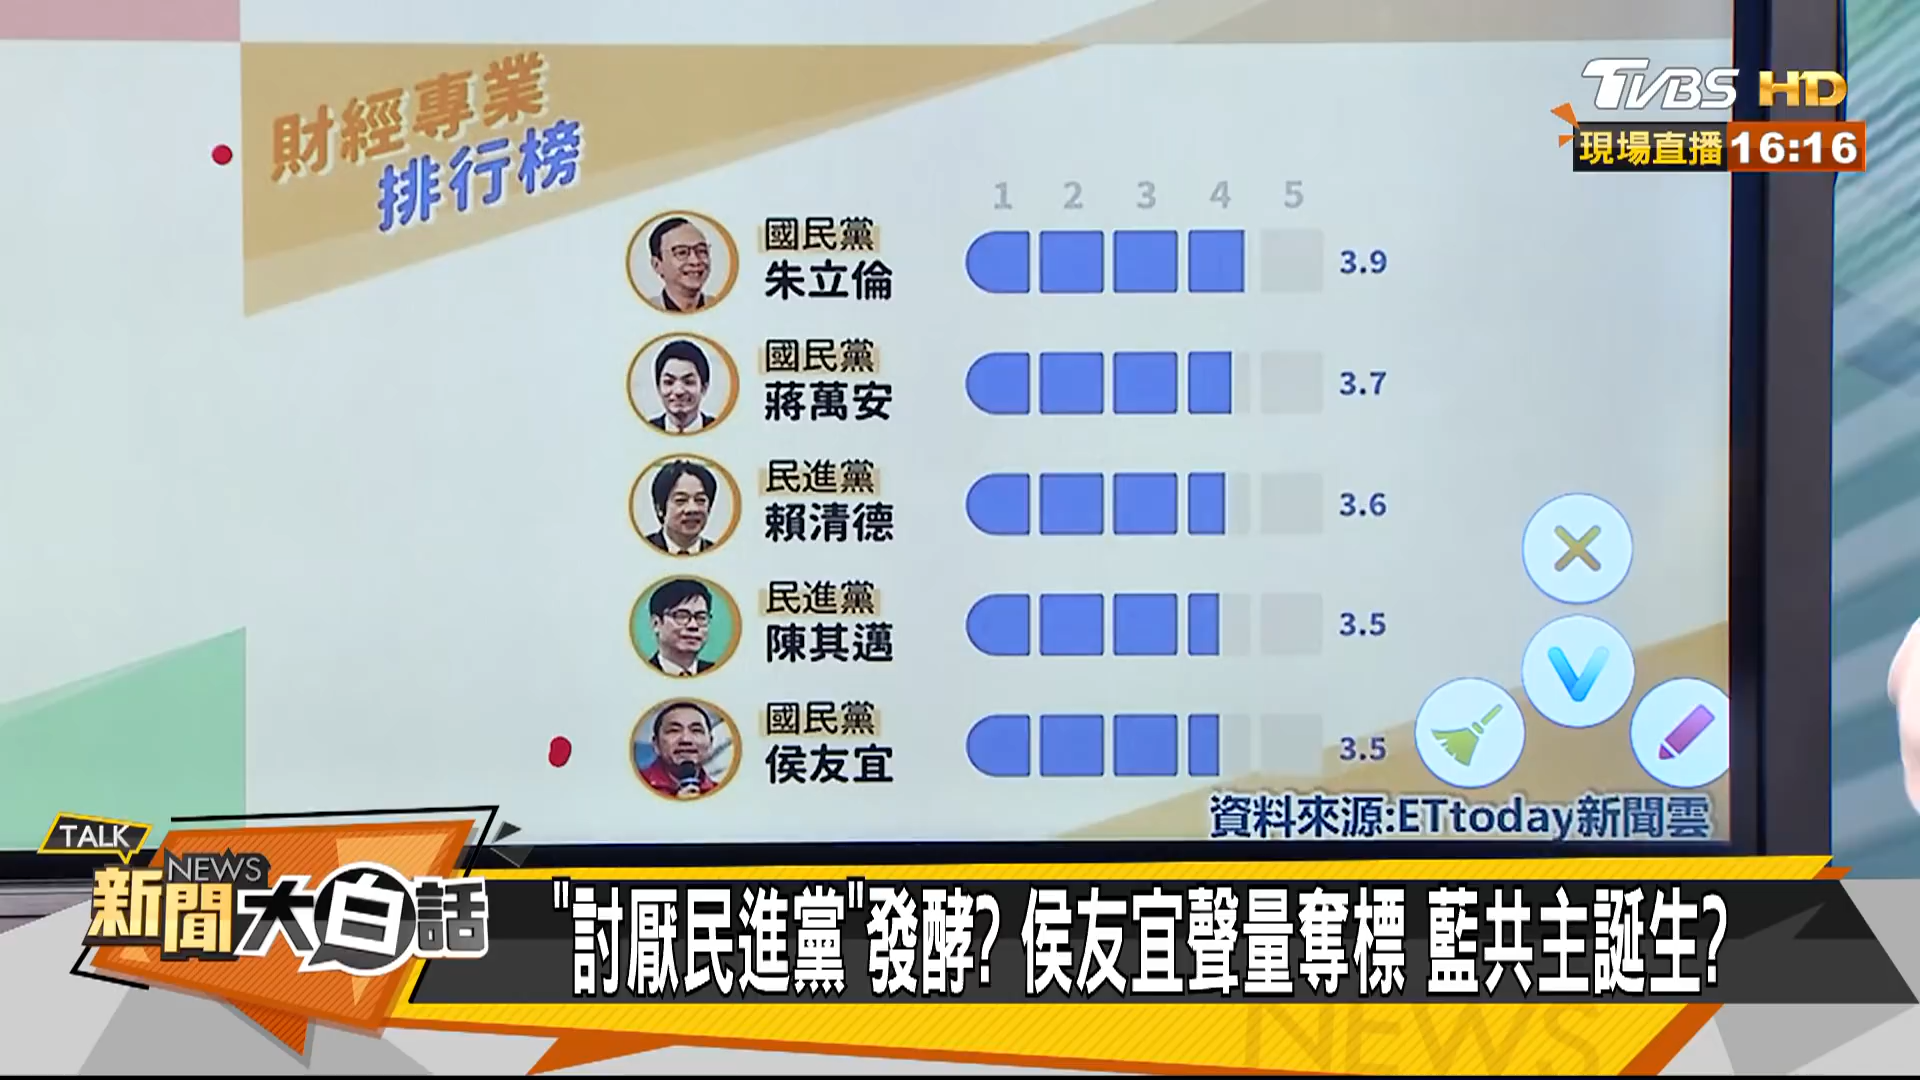 TVBS HD
現場直播 16:16
財經專業
排行榜
1 2 3 4 5
國民黨
朱立倫
3.9
國民黨
蔣萬安
3.7
民進黨
賴清德
3.6
民進黨
陳其邁
3.5
國民黨
侯友宜
3.5
資料來源:ETtoday新聞雲
TALK
NEWS
新聞大白話
"討厭民進黨"發酵? 侯友宜聲量奪標 藍共主誕生?
NEWS